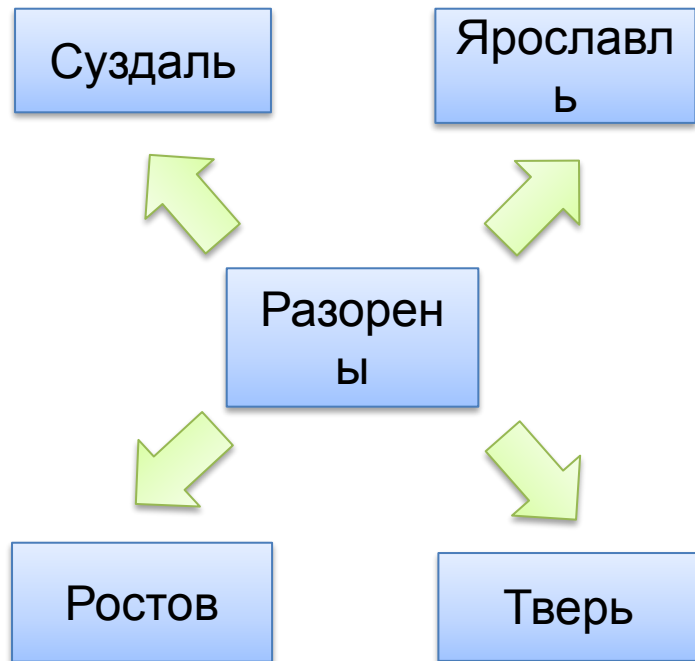 Суздаль
Ярославл
ь
Разорен
ы
Ростов
Тверь